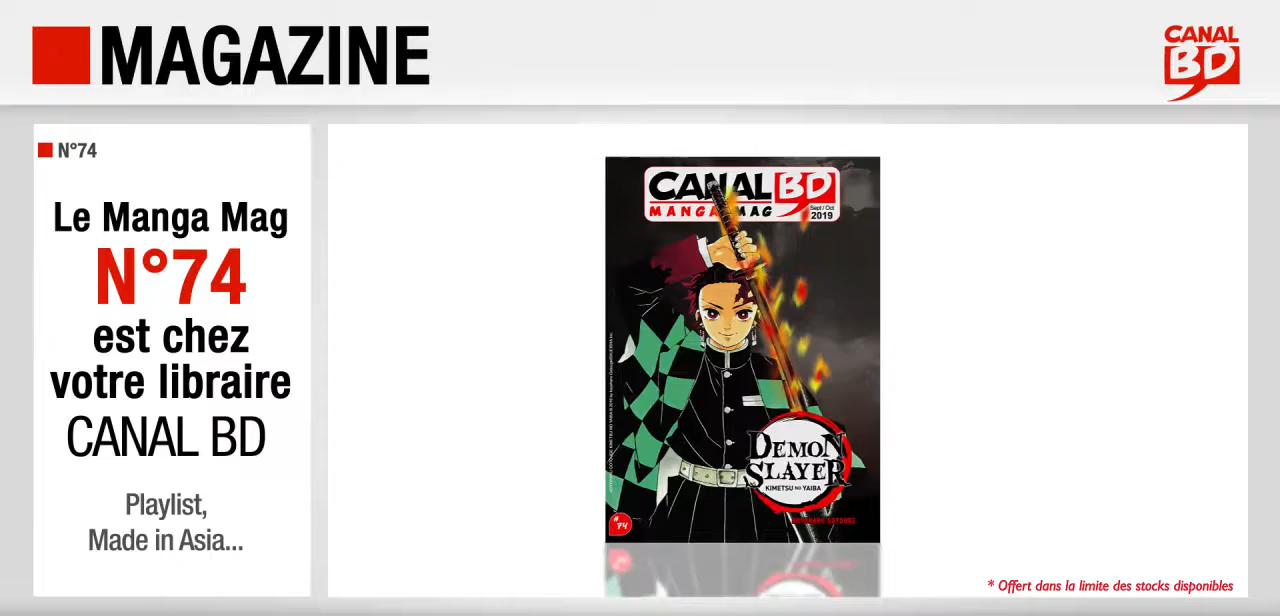 MAGAZINE
CANAL
BD
N°74
Le Manga Mag
N°74
est chez
votre libraire
CANAL BD
Playlist,
Made in Asia...
CANAL BD
MANGA MAG
Sept / Oct
2019
DEMON
SLAYER
KIMETSU NO YAIBA
KOYOHARU GOTOUGE
#
74
* Offert dans la limite des stocks disponibles